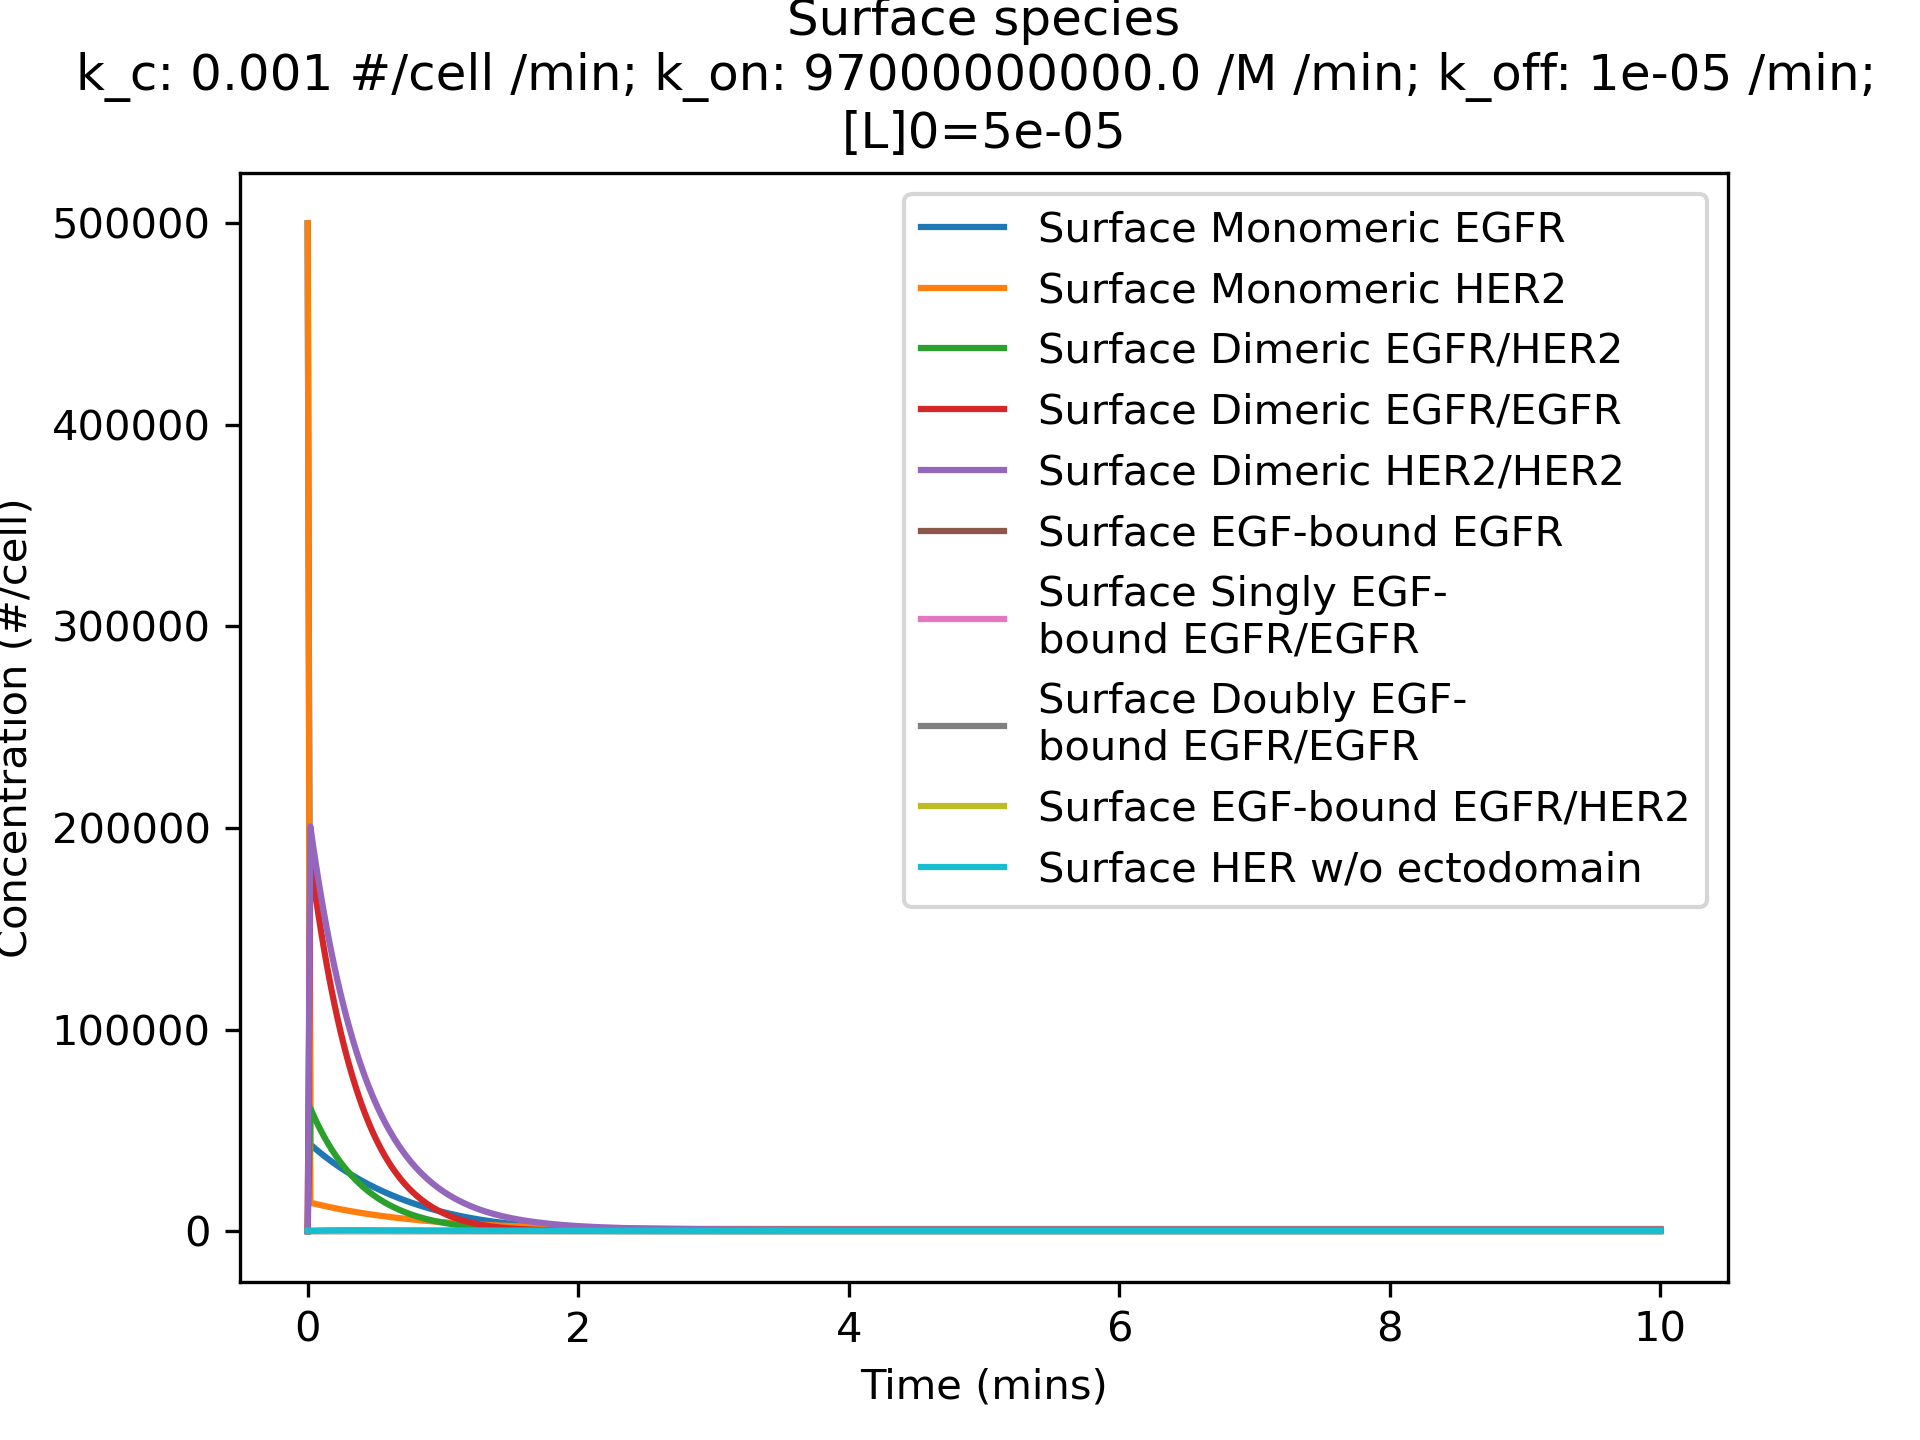 Surface species
k_c: 0.001 #/cell /min; k_on: 97000000000.0 /M /min; k_off: 1e-05 /min;
[L]0=5e-05
Concentration (#/cell)
500000
400000
300000
200000
100000
0
Surface Monomeric EGFR
Surface Monomeric HER2
Surface Dimeric EGFR/HER2
Surface Dimeric EGFR/EGFR
Surface Dimeric HER2/HER2
Surface EGF-bound EGFR
Surface Singly EGF-
bound EGFR/EGFR
Surface Doubly EGF-
bound EGFR/EGFR
Surface EGF-bound EGFR/HER2
Surface HER w/o ectodomain
0 2 4 6 8 10
Time (mins)